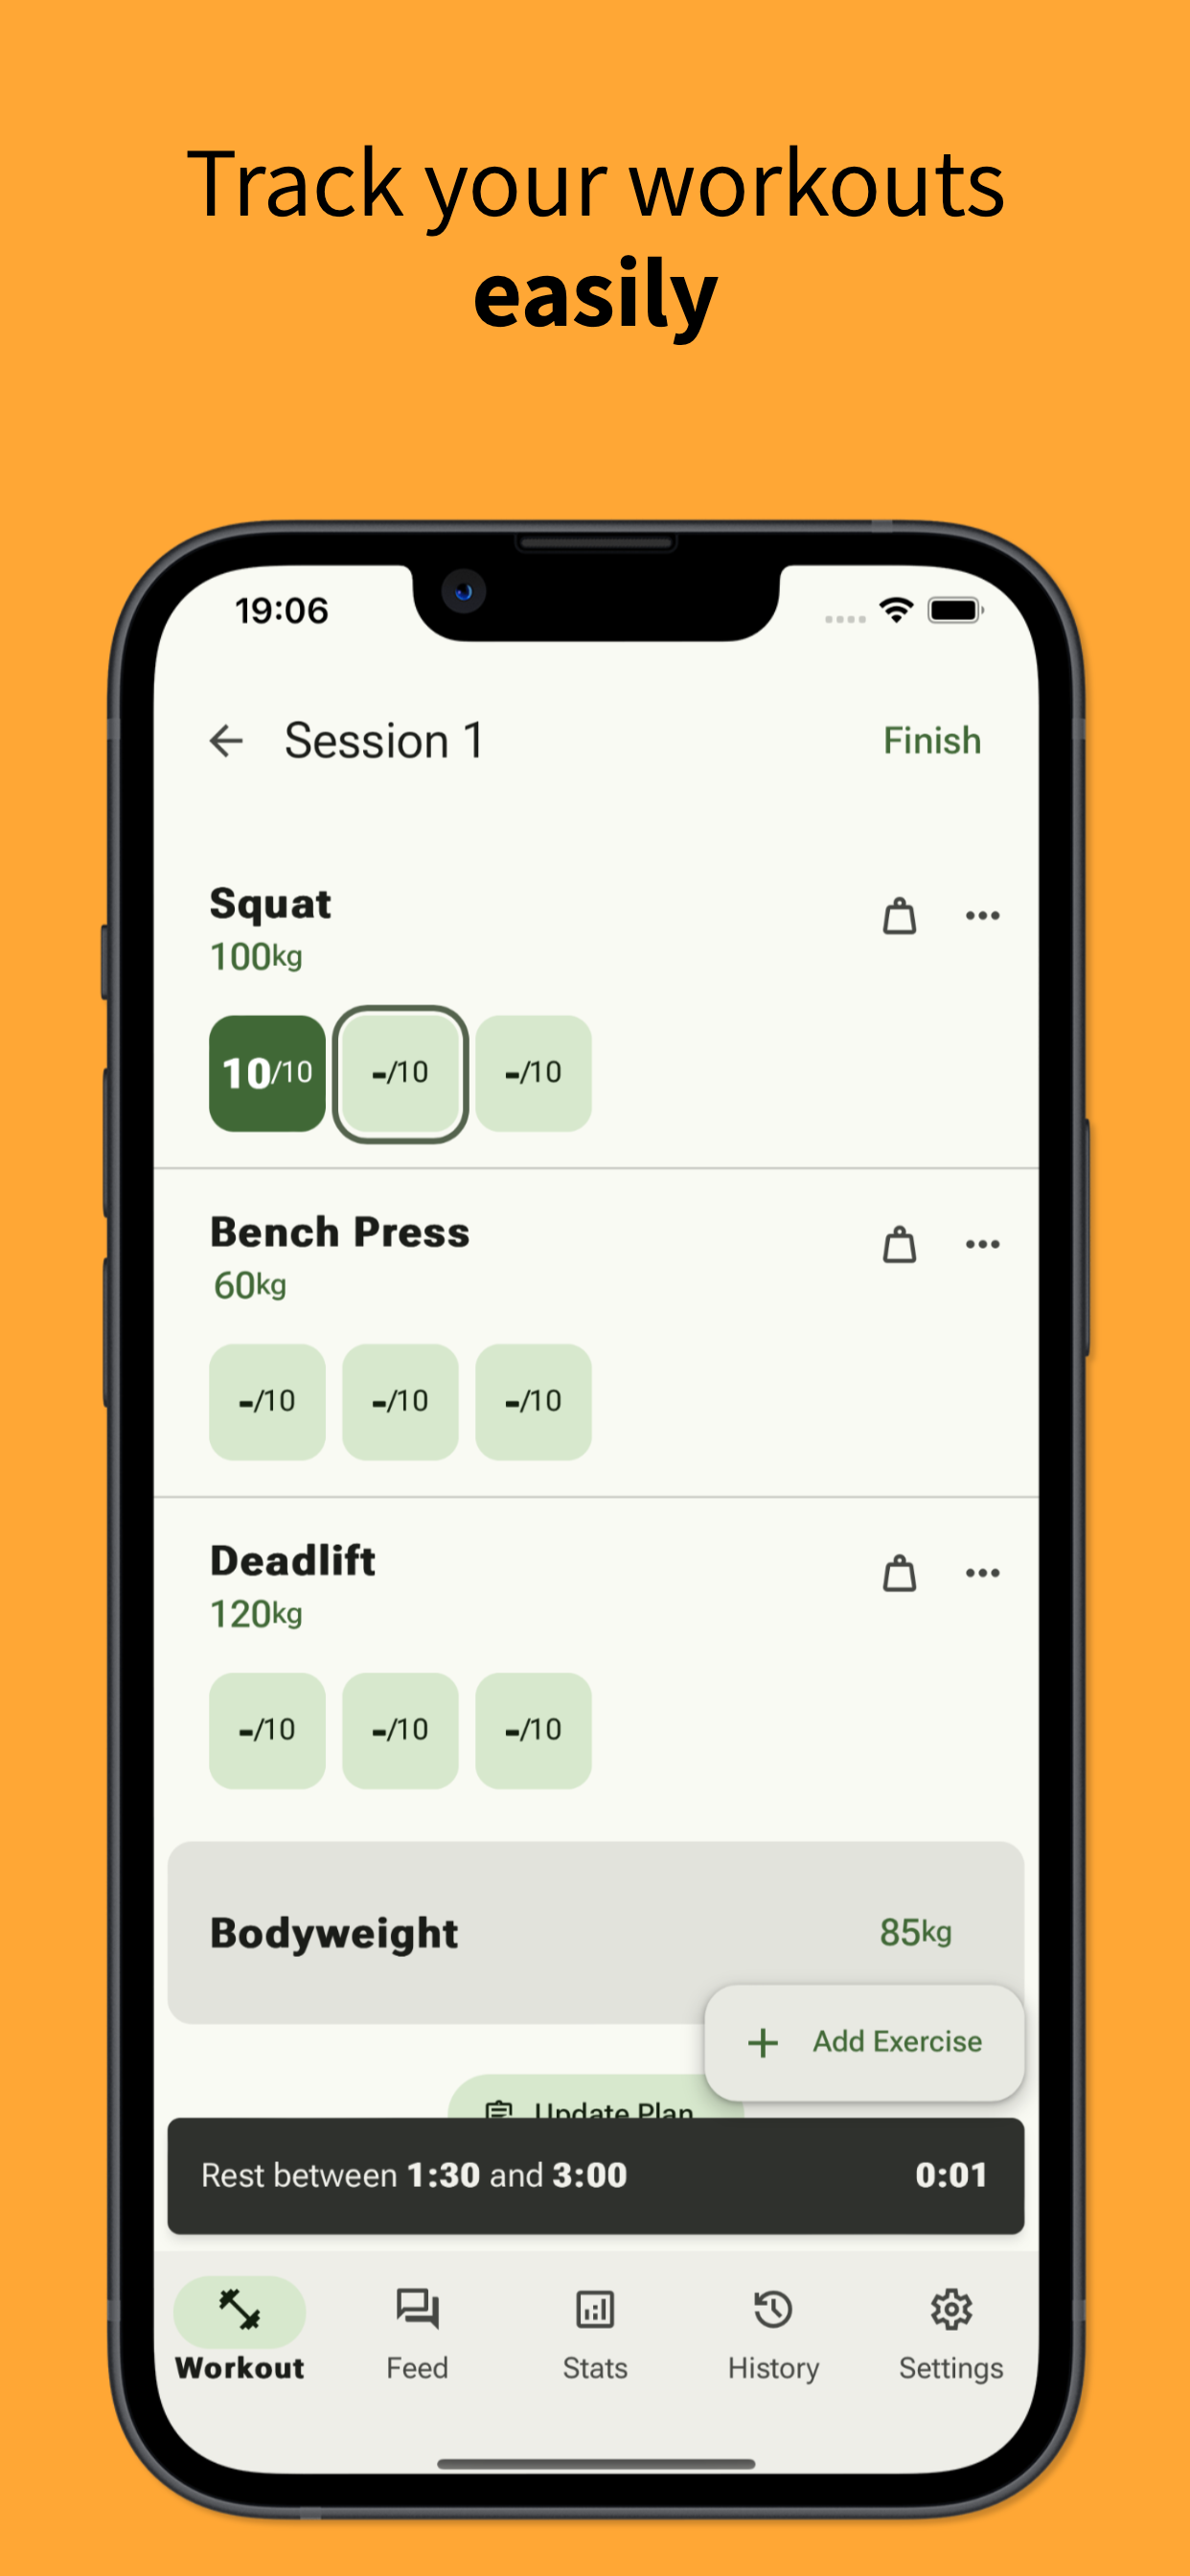 Track your workouts
easily
19:06
Session 1
Finish
Squat
100kg
10/10
-/10
-/10
Bench Press
60kg
-/10
-/10
-/10
Deadlift
120kg
-/10
-/10
-/10
Bodyweight
85kg
Add Exercise
Update Plan
Rest between 1:30 and 3:00
0:01
Workout
Feed
Stats
History
Settings